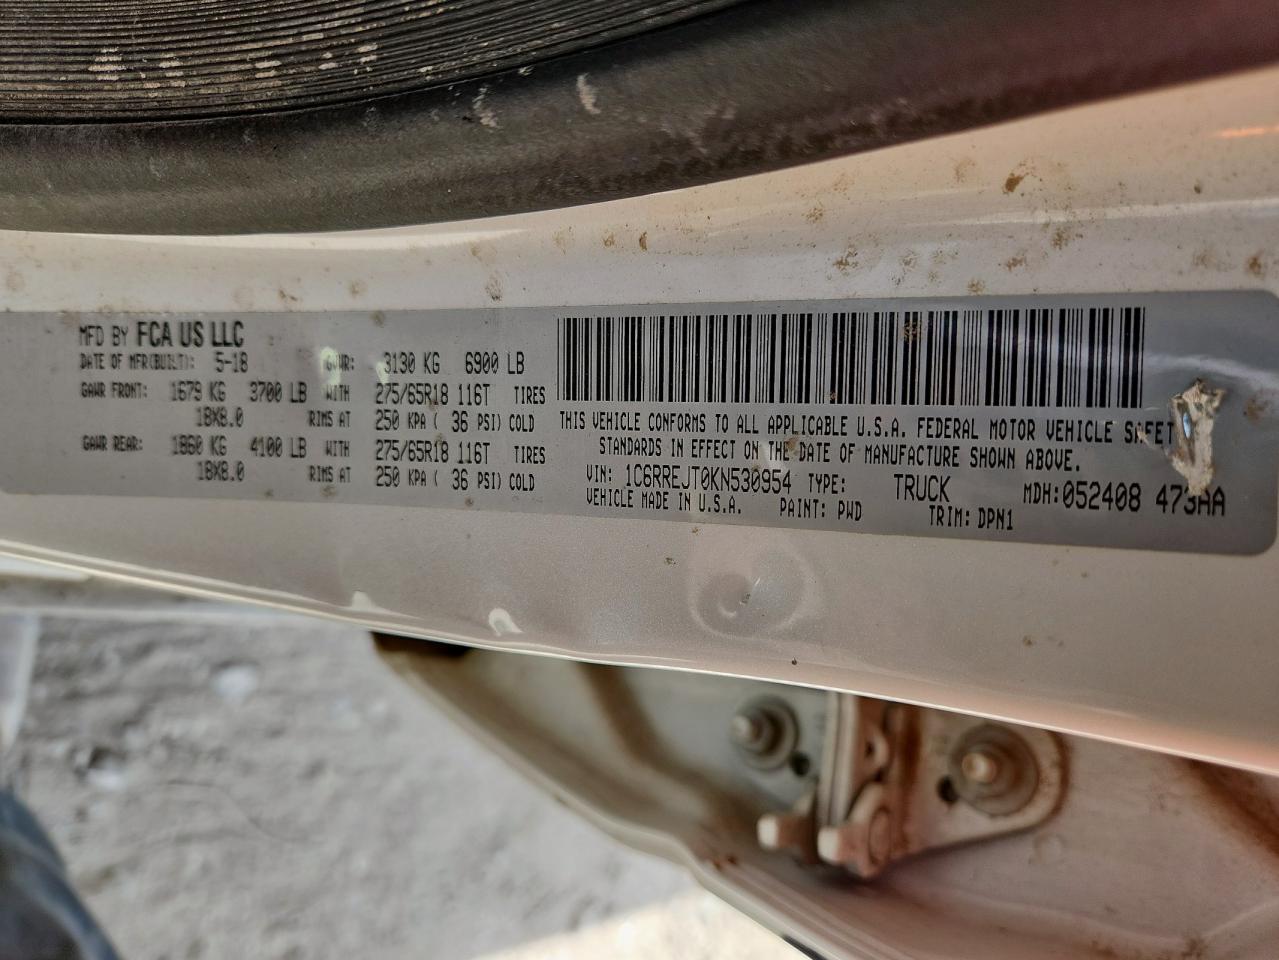 MFD BY FCA US LLC
DATE OF MFR(BUILT): 5-18 GVWR: 3130 KG 6900 LB
GAWR FRONT: 1679 KG 3700 LB WITH 275/65R18 116T TIRES
18X8.0 RIMS AT 250 KPA ( 36 PSI) COLD
GAWR REAR: 1860 KG 4100 LB WITH 275/65R18 116T TIRES
18X8.0 RIMS AT 250 KPA ( 36 PSI) COLD
THIS VEHICLE CONFORMS TO ALL APPLICABLE U.S.A. FEDERAL MOTOR VEHICLE SAFET
STANDARDS IN EFFECT ON THE DATE OF MANUFACTURE SHOWN ABOVE.
VIN: 1C6RREJT0KN530954 TYPE: TRUCK MDH:052408 473AA
VEHICLE MADE IN U.S.A. PAINT: PWD TRIM: DPN1